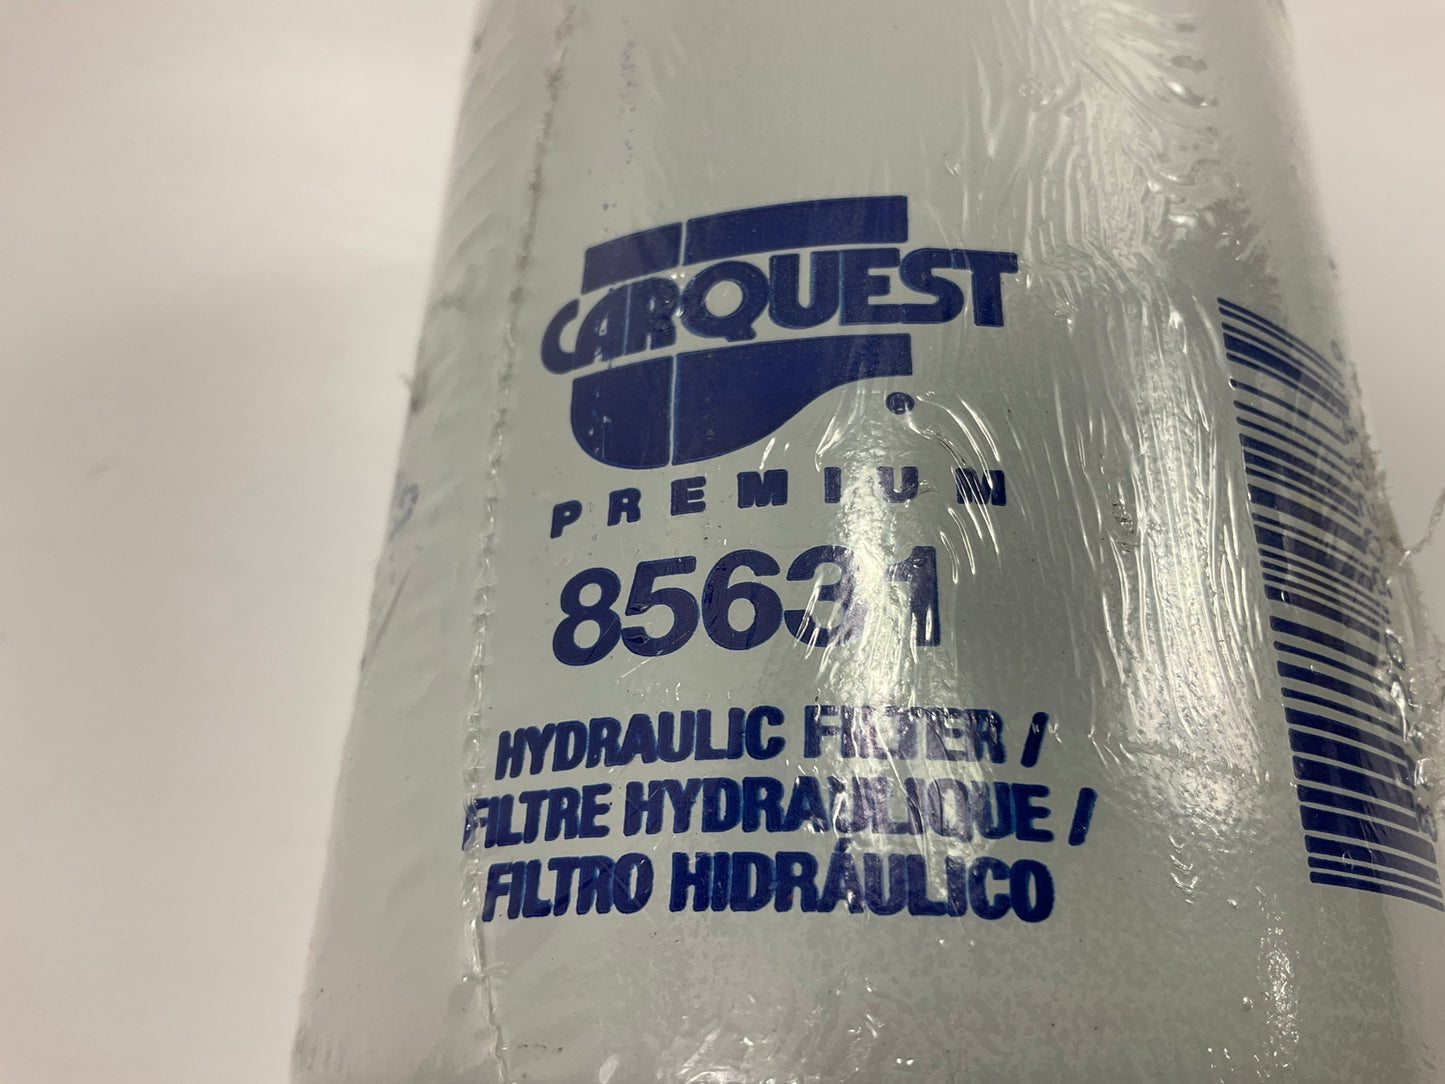 CARQUEST
PREMIUM
85631
HYDRAULIC FILTER /
FILTRE HYDRAULIQUE /
FILTRO HIDRÁULICO